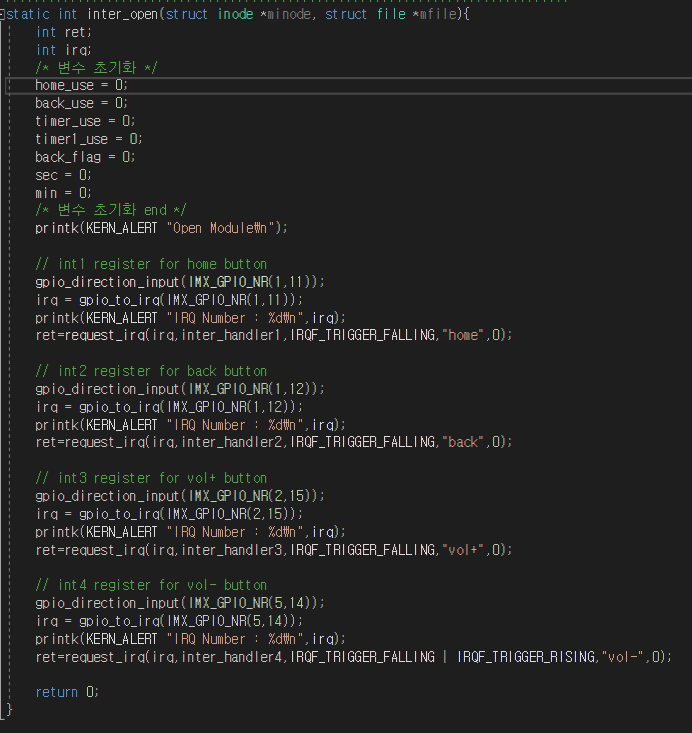 static int inter_open(struct inode *minode, struct file *mfile){
int ret;
int irq;
/* 변수 초기화 */
home_use = 0;
back_use = 0;
timer_use = 0;
timer1_use = 0;
back_flag = 0;
sec = 0;
min = 0;
/* 변수 초기화 end */
printk(KERN_ALERT "Open Module₩n");
// int1 register for home button
gpio_direction_input(IMX_GPIO_NR(1,11));
irq = gpio_to_irq(IMX_GPIO_NR(1,11));
printk(KERN_ALERT "IRQ Number : %d₩n",irq);
ret=request_irq(irq,inter_handler1,IRQF_TRIGGER_FALLING,"home",0);
// int2 register for back button
gpio_direction_input(IMX_GPIO_NR(1,12));
irq = gpio_to_irq(IMX_GPIO_NR(1,12));
printk(KERN_ALERT "IRQ Number : %d₩n",irq);
ret=request_irq(irq,inter_handler2,IRQF_TRIGGER_FALLING,"back",0);
// int3 register for vol+ button
gpio_direction_input(IMX_GPIO_NR(2,15));
irq = gpio_to_irq(IMX_GPIO_NR(2,15));
printk(KERN_ALERT "IRQ Number : %d₩n",irq);
ret=request_irq(irq,inter_handler3,IRQF_TRIGGER_FALLING,"vol+",0);
// int4 register for vol- button
gpio_direction_input(IMX_GPIO_NR(5,14));
irq = gpio_to_irq(IMX_GPIO_NR(5,14));
printk(KERN_ALERT "IRQ Number : %d₩n",irq);
ret=request_irq(irq,inter_handler4,IRQF_TRIGGER_FALLING | IRQF_TRIGGER_RISING,"vol-",0);
return 0;
}